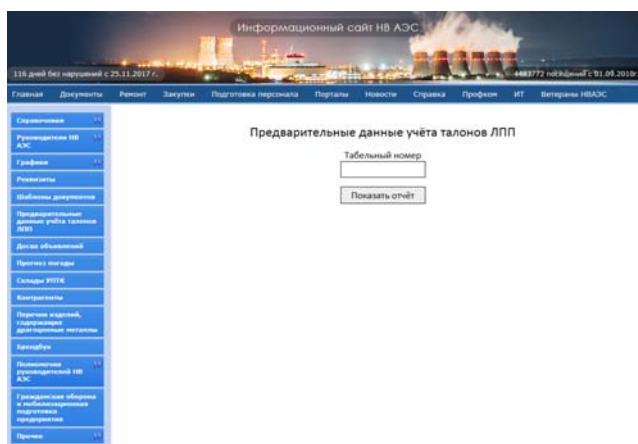 Информационный сайт НВ АЭС
116 дней без нарушений с 25.11.2017 г.
4483772 посещений с 01.09.2010г.
Главная Документы Ремонт Закупки Подготовка персонала Порталы Новости Справка Профком ИТ Ветераны НВАЭС
Справочники
Руководители НВ
АЭС
Графики
Реквизиты
Шаблоны документов
Предварительные
данные учёта талонов
ЛПП
Доска объявлений
Прогноз погоды
Склады УПТК
Контрагенты
Перечни изделий,
содержащих
драгоценные металлы
Брендбук
Полномочия
руководителей НВ
АЭС
Гражданская оборона
и мобилизационная
подготовка
предприятия
Прочее
Предварительные данные учёта талонов ЛПП
Табельный номер
Показать отчёт